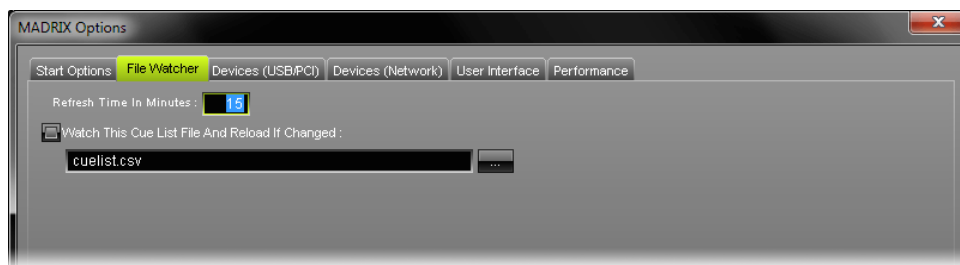 MADRIX Options
Start Options File Watcher Devices (USB/PCI) Devices (Network) User Interface Performance
Refresh Time In Minutes : 15
Watch This Cue List File And Reload If Changed :
cuelist.csv ...